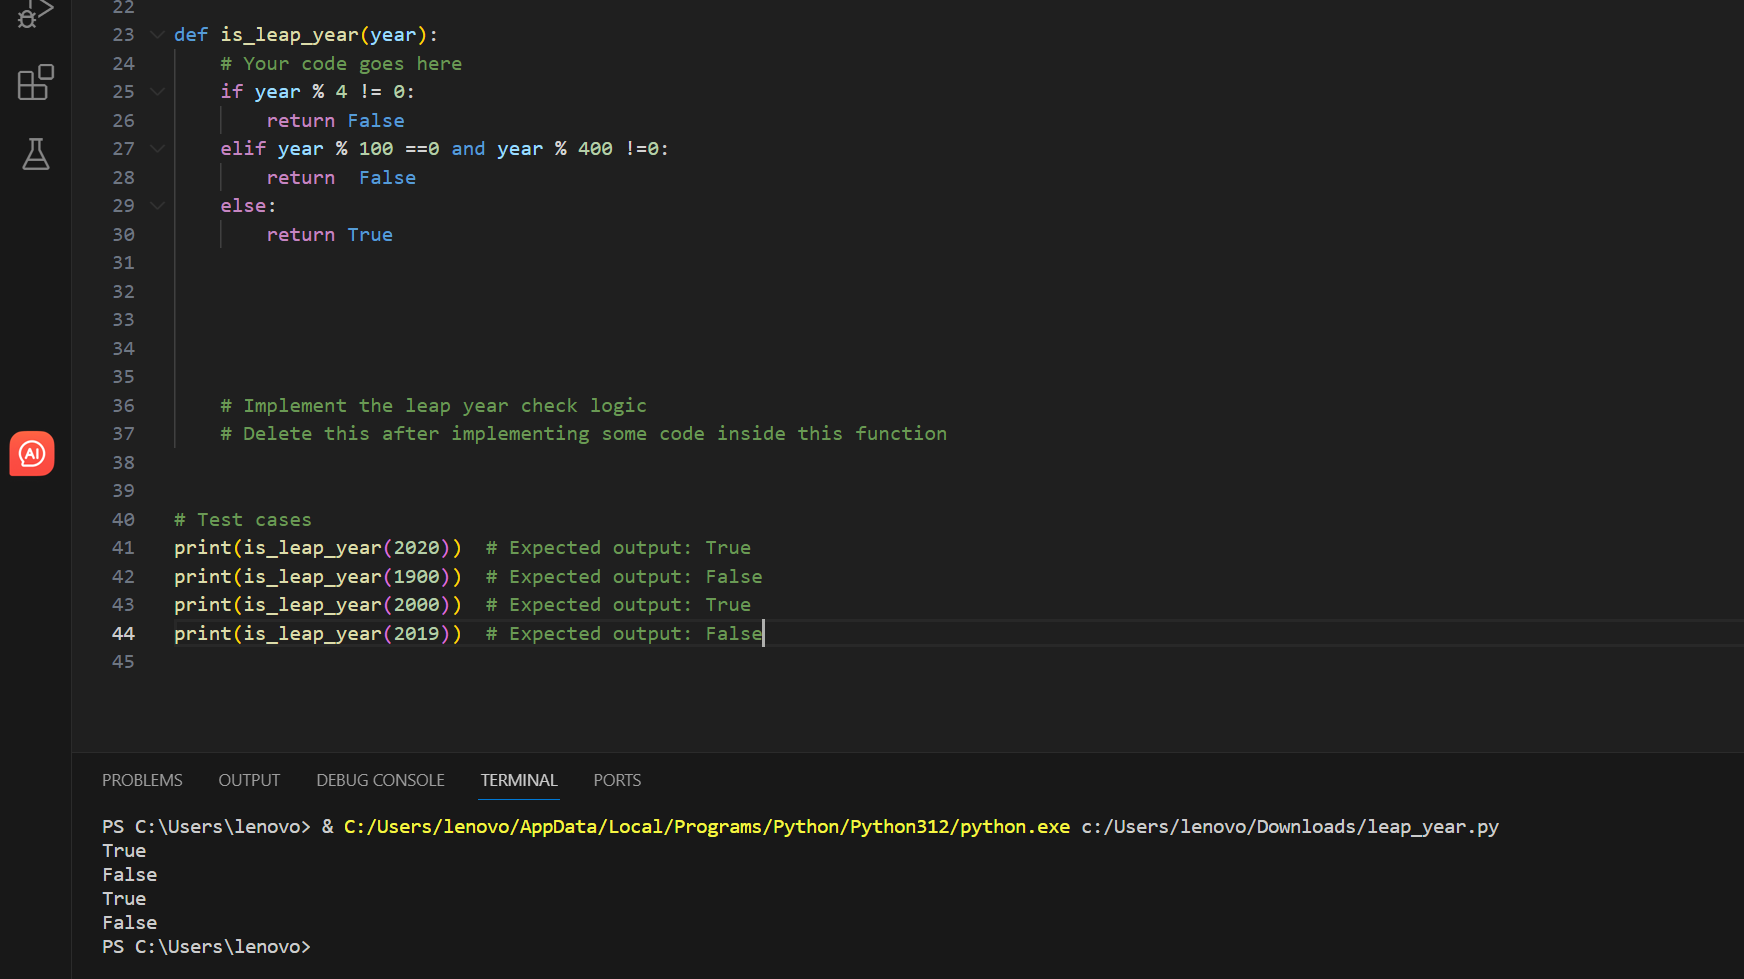 22
23 def is_leap_year(year):
24     # Your code goes here
25     if year % 4 != 0:
26         return False
27     elif year % 100 ==0 and year % 400 !=0:
28         return  False
29     else:
30         return True
31
32
33
34
35
36     # Implement the leap year check logic
37     # Delete this after implementing some code inside this function
38
39
40 # Test cases
41 print(is_leap_year(2020))  # Expected output: True
42 print(is_leap_year(1900))  # Expected output: False
43 print(is_leap_year(2000))  # Expected output: True
44 print(is_leap_year(2019))  # Expected output: False
45
AI
PROBLEMS OUTPUT DEBUG CONSOLE TERMINAL PORTS
PS C:\Users\lenovo> & C:/Users/lenovo/AppData/Local/Programs/Python/Python312/python.exe c:/Users/lenovo/Downloads/leap_year.py
True
False
True
False
PS C:\Users\lenovo>